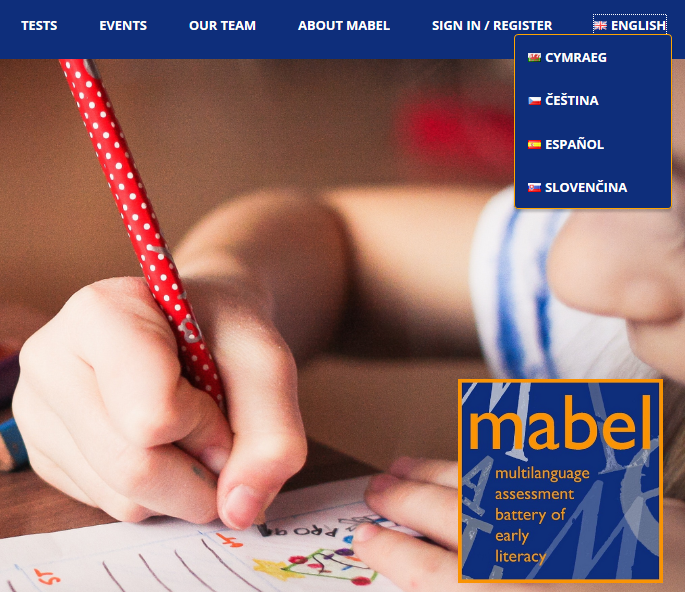 TESTS EVENTS OUR TEAM ABOUT MABEL SIGN IN / REGISTER ENGLISH
CYMRAEG
ČEŠTINA
ESPAÑOL
SLOVENČINA
mabel
multilanguage
assessment
battery of
early
literacy